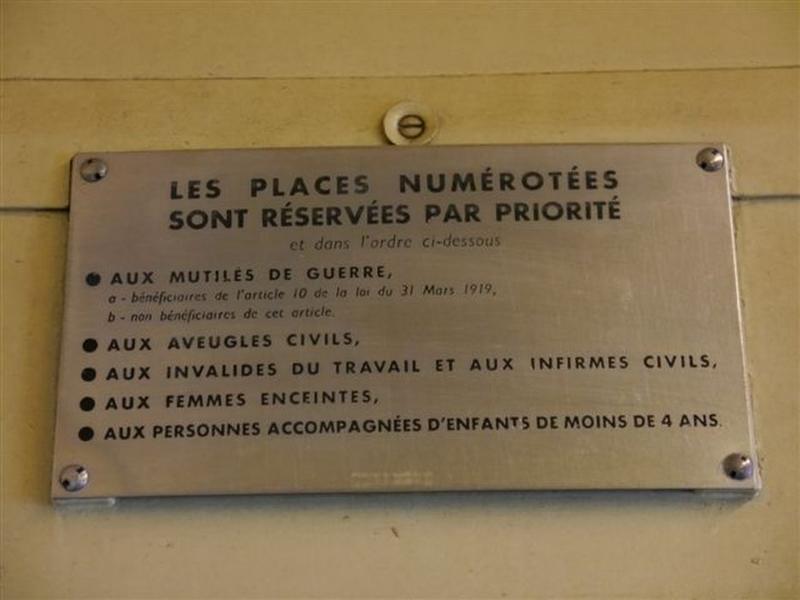 LES PLACES NUMÉROTÉES
SONT RÉSERVÉES PAR PRIORITÉ
et dans l'ordre ci-dessous
● AUX MUTILÉS DE GUERRE,
a - bénéficiaires de l'article 10 de la loi du 31 Mars 1919,
b - non bénéficiaires de cet article.
● AUX AVEUGLES CIVILS,
● AUX INVALIDES DU TRAVAIL ET AUX INFIRMES CIVILS,
● AUX FEMMES ENCEINTES,
● AUX PERSONNES ACCOMPAGNÉES D'ENFANTS DE MOINS DE 4 ANS.